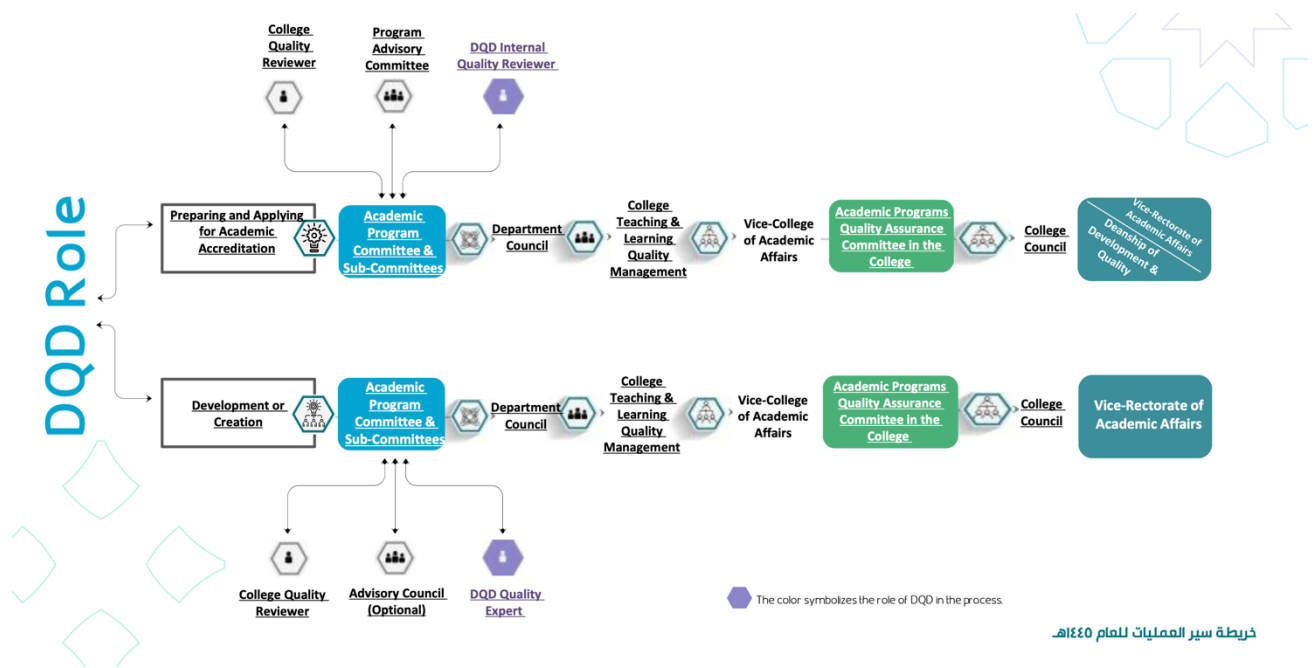 College
Quality
Reviewer
Program
Advisory
Committee
DQD Internal
Quality Reviewer
DQD Role
Preparing and Applying
for Academic
Accreditation
Academic
Program
Committee &
Sub-Committees
Department
Council
College
Teaching &
Learning
Quality
Management
Vice-College
of Academic
Affairs
Academic Programs
Quality Assurance
Committee in the
College
College
Council
Vice-Rectorate of
Academic Affairs
Deanship of
Development &
Quality
Development or
Creation
Academic
Program
Committee &
Sub-Committees
Department
Council
College
Teaching &
Learning
Quality
Management
Vice-College
of Academic
Affairs
Academic Programs
Quality Assurance
Committee in the
College
College
Council
Vice-Rectorate of
Academic Affairs
College Quality
Reviewer
Advisory Council
(Optional)
DQD Quality
Expert
The color symbolizes the role of DQD in the process.
خريطة سير العمليات للعام ١٤٤٥هـ